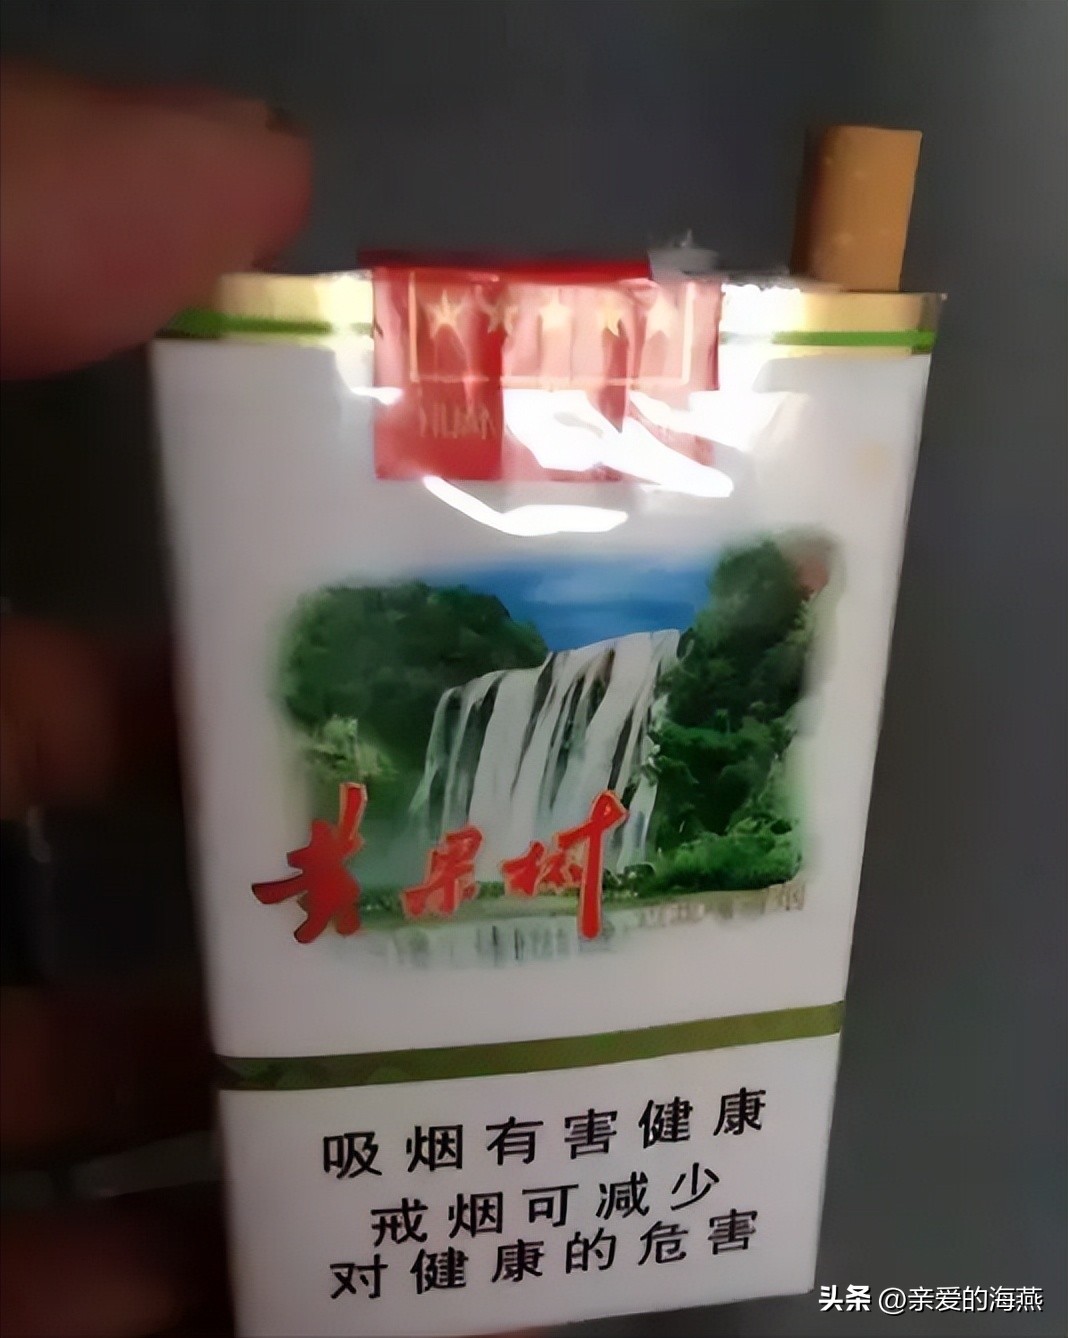 HUAN
黄果树
吸烟有害健康
戒烟可减少
对健康的危害
头条 @亲爱的海燕